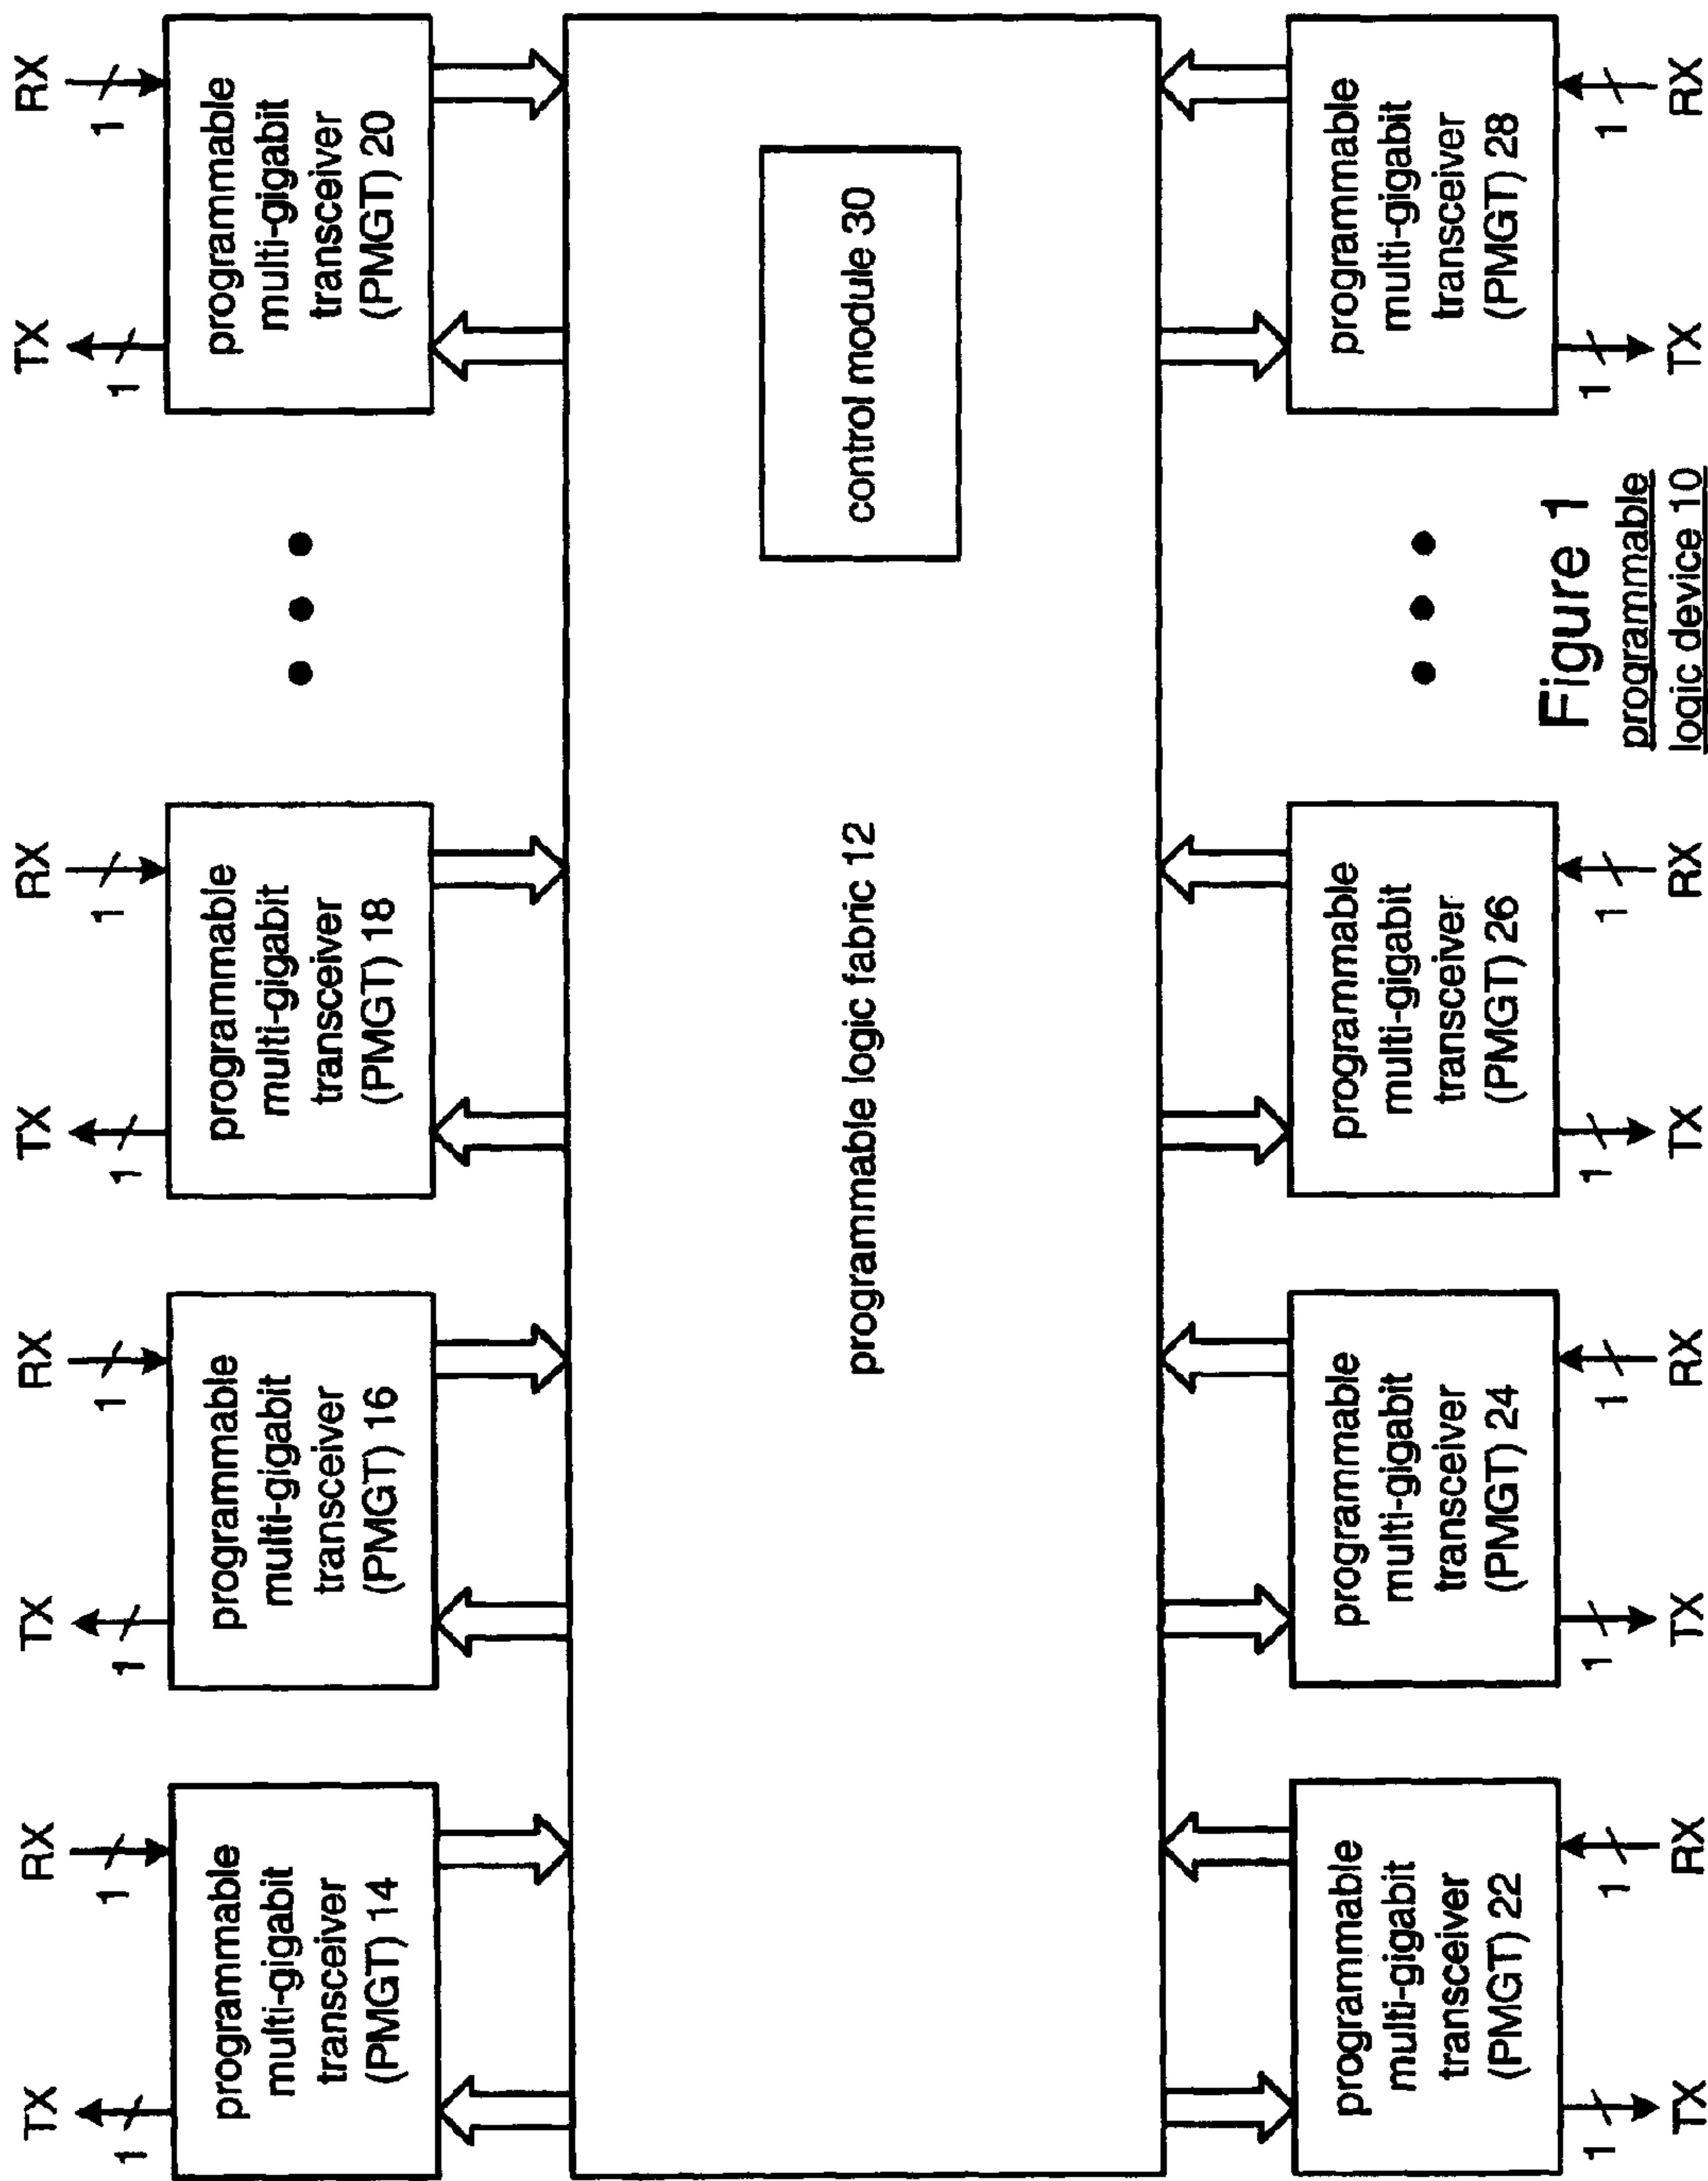 TX RX TX RX TX RX TX RX
1 1 1 1 1 1 1 1
programmable
multi-gigabit
transceiver
(PMGT) 14
programmable
multi-gigabit
transceiver
(PMGT) 16
programmable
multi-gigabit
transceiver
(PMGT) 18
programmable
multi-gigabit
transceiver
(PMGT) 20
programmable logic fabric 12
control module 30
programmable
multi-gigabit
transceiver
(PMGT) 22
programmable
multi-gigabit
transceiver
(PMGT) 24
programmable
multi-gigabit
transceiver
(PMGT) 26
programmable
multi-gigabit
transceiver
(PMGT) 28
1 1 1 1 1 1 1 1
TX RX TX RX TX RX TX RX
Figure 1
programmable
logic device 10